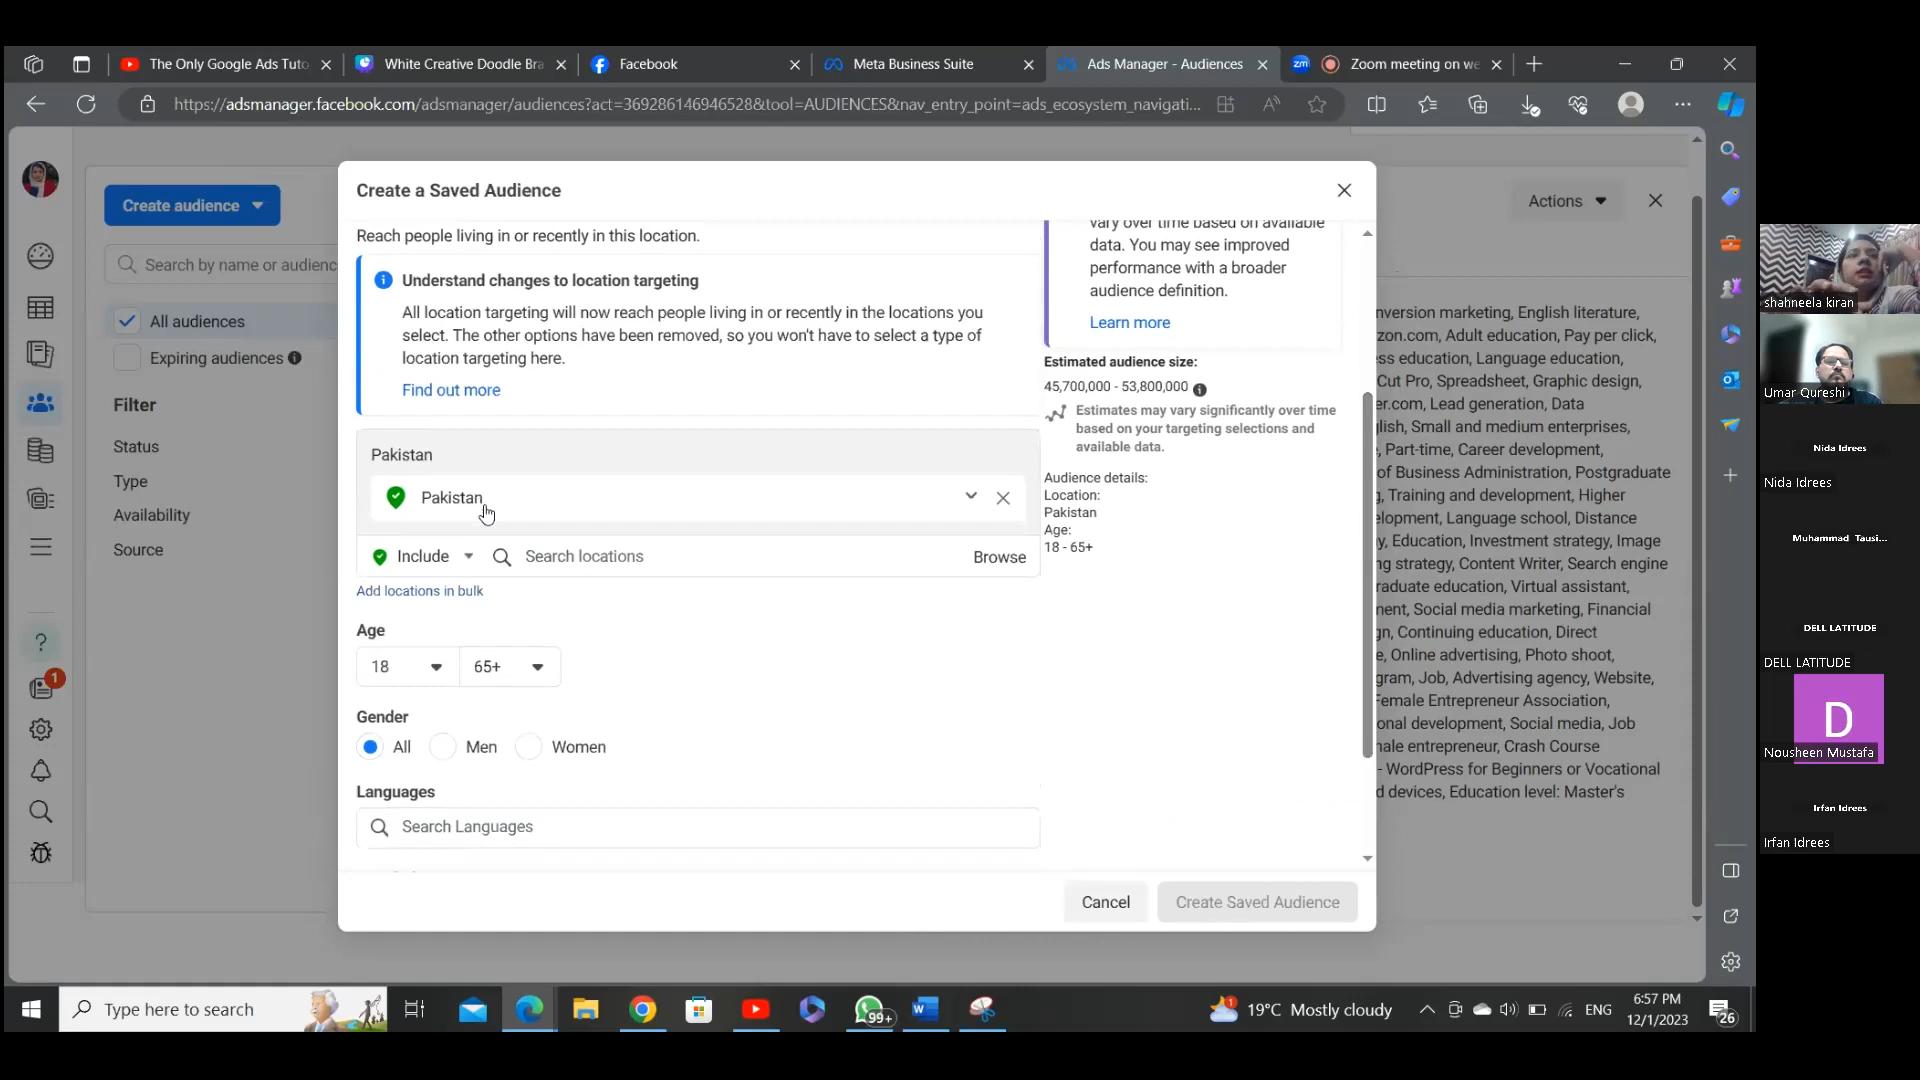 The Only Google Ads Tuto
White Creative Doodle Bra
Facebook
Meta Business Suite
Ads Manager - Audiences
zm
Zoom meeting on we
https://adsmanager.facebook.com/adsmanager/audiences?act=369286146946528&tool=AUDIENCES&nav_entry_point=ads_ecosystem_navigati...
Create audience
Search by name or audienc
All audiences
Expiring audiences
Filter
Status
Type
Availability
Source
1
Create a Saved Audience
Reach people living in or recently in this location.
Understand changes to location targeting
All location targeting will now reach people living in or recently in the locations you
select. The other options have been removed, so you won't have to select a type of
location targeting here.
Find out more
Pakistan
Pakistan
Include
Search locations
Browse
Add locations in bulk
Age
18
65+
Gender
All
Men
Women
Languages
Search Languages
vary over time based on available
data. You may see improved
performance with a broader
audience definition.
Learn more
Estimated audience size:
45,700,000 - 53,800,000
Estimates may vary significantly over time
based on your targeting selections and
available data.
Audience details:
Location:
Pakistan
Age:
18 - 65+
Cancel
Create Saved Audience
Actions
nversion marketing, English literature,
zon.com, Adult education, Pay per click,
ss education, Language education,
Cut Pro, Spreadsheet, Graphic design,
er.com, Lead generation, Data
glish, Small and medium enterprises,
, Part-time, Career development,
of Business Administration, Postgraduate
g, Training and development, Higher
elopment, Language school, Distance
y, Education, Investment strategy, Image
ng strategy, Content Writer, Search engine
raduate education, Virtual assistant,
nent, Social media marketing, Financial
gn, Continuing education, Direct
e, Online advertising, Photo shoot,
gram, Job, Advertising agency, Website,
Female Entrepreneur Association,
onal development, Social media, Job
male entrepreneur, Crash Course
- WordPress for Beginners or Vocational
d devices, Education level: Master's
shahneela kiran
Umar Qureshi
Nida Idrees
Nida Idrees
Muhammad Tausi...
DELL LATITUDE
DELL LATITUDE
D
Nousheen Mustafa
Irfan Idrees
Irfan Idrees
Type here to search
99+
1
19°C Mostly cloudy
ENG
6:57 PM
12/1/2023
26